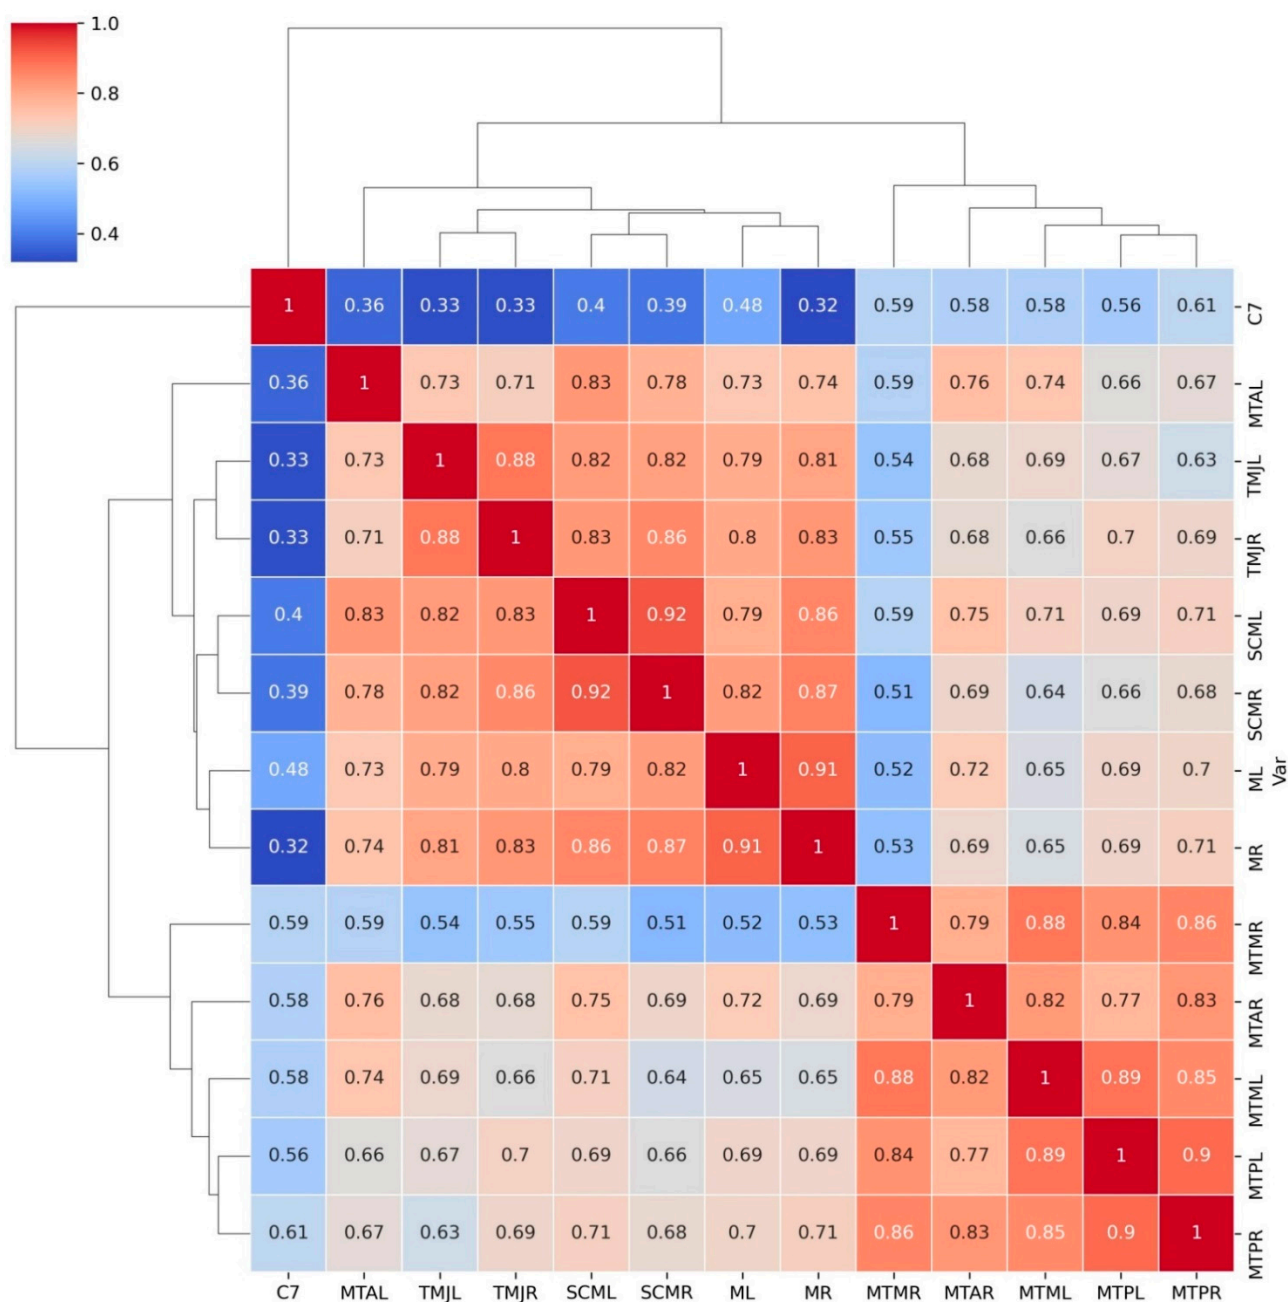 1.0
0.8
0.6
0.4
1 0.36 0.33 0.33 0.4 0.39 0.48 0.32 0.59 0.58 0.58 0.56 0.61 C7
0.36 1 0.73 0.71 0.83 0.78 0.73 0.74 0.59 0.76 0.74 0.66 0.67 MTAL
0.33 0.73 1 0.88 0.82 0.82 0.79 0.81 0.54 0.68 0.69 0.67 0.63 TMJL
0.33 0.71 0.88 1 0.83 0.86 0.8 0.83 0.55 0.68 0.66 0.7 0.69 TMJR
0.4 0.83 0.82 0.83 1 0.92 0.79 0.86 0.59 0.75 0.71 0.69 0.71 SCML
0.39 0.78 0.82 0.86 0.92 1 0.82 0.87 0.51 0.69 0.64 0.66 0.68 SCMR
0.48 0.73 0.79 0.8 0.79 0.82 1 0.91 0.52 0.72 0.65 0.69 0.7 ML
Var
0.32 0.74 0.81 0.83 0.86 0.87 0.91 1 0.53 0.69 0.65 0.69 0.71 MR
0.59 0.59 0.54 0.55 0.59 0.51 0.52 0.53 1 0.79 0.88 0.84 0.86 MTMR
0.58 0.76 0.68 0.68 0.75 0.69 0.72 0.69 0.79 1 0.82 0.77 0.83 MTAR
0.58 0.74 0.69 0.66 0.71 0.64 0.65 0.65 0.88 0.82 1 0.89 0.85 MTML
0.56 0.66 0.67 0.7 0.69 0.66 0.69 0.69 0.84 0.77 0.89 1 0.9 MTPL
0.61 0.67 0.63 0.69 0.71 0.68 0.7 0.71 0.86 0.83 0.85 0.9 1 MTPR
C7 MTAL TMJL TMJR SCML SCMR ML MR MTMR MTAR MTML MTPL MTPR